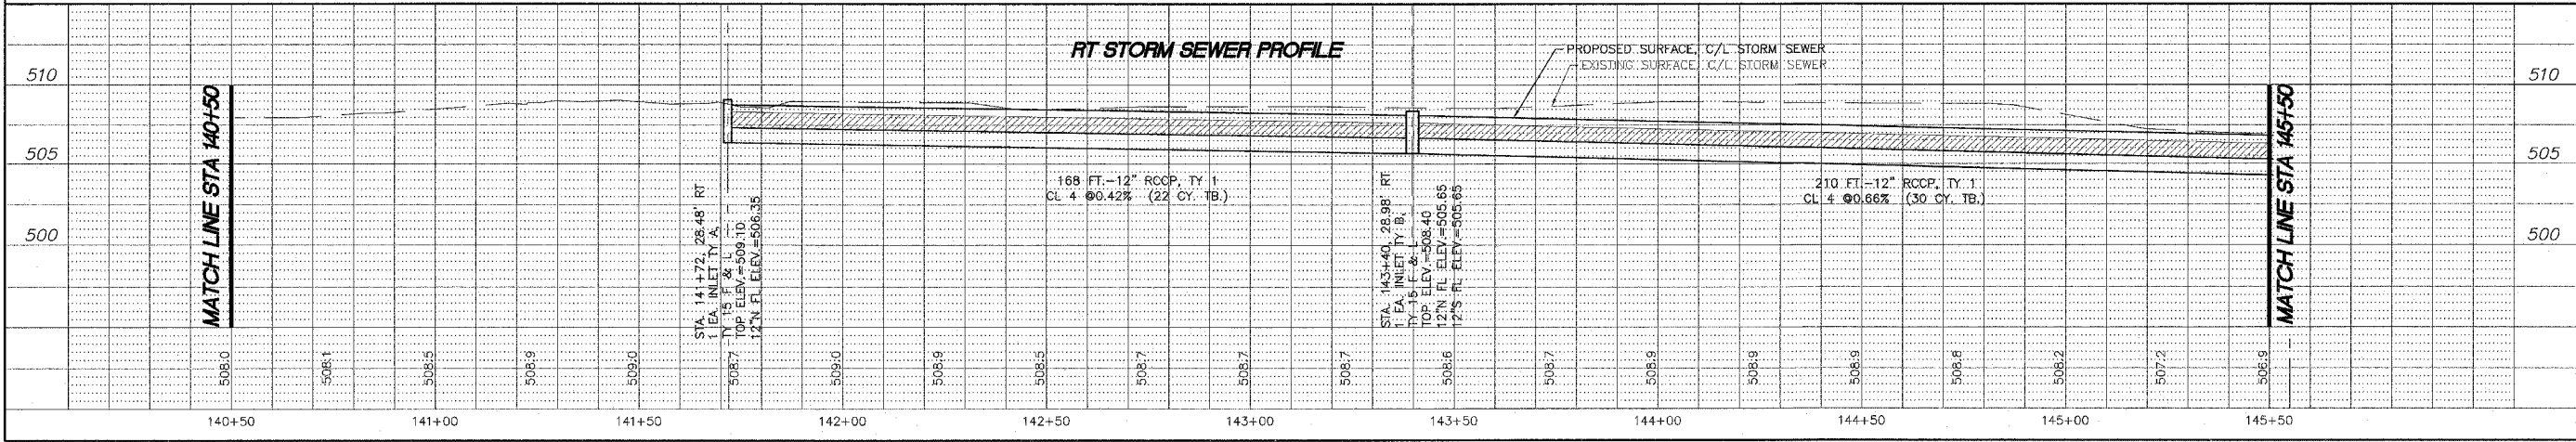 RT STORM SEWER PROFILE
PROPOSED SURFACE, C/L STORM SEWER
EXISTING SURFACE, C/L STORM SEWER
510
510
505
505
500
500
MATCH LINE STA 140+50
MATCH LINE STA 145+50
STA. 141+72, 28.48' RT
1 EA. INLET TY A,
TY 15 F & L
TOP ELEV.=509.10
12"N FL ELEV.=506.35
168 FT.-12" RCCP, TY 1
CL 4 @0.42% (22 CY. TB.)
STA. 143+40, 28.98' RT
1 EA. INLET TY B,
TY 15 F & L
TOP ELEV.=508.40
12"N FL ELEV.=505.65
12"S FL ELEV.=505.65
210 FT.-12" RCCP, TY 1
CL 4 @0.66% (30 CY. TB.)
508.0
508.1
508.5
508.9
509.0
508.7
509.0
508.9
508.5
508.7
508.7
508.7
508.6
508.7
508.9
508.9
508.9
508.8
508.2
507.2
506.9
140+50
141+00
141+50
142+00
142+50
143+00
143+50
144+00
144+50
145+00
145+50